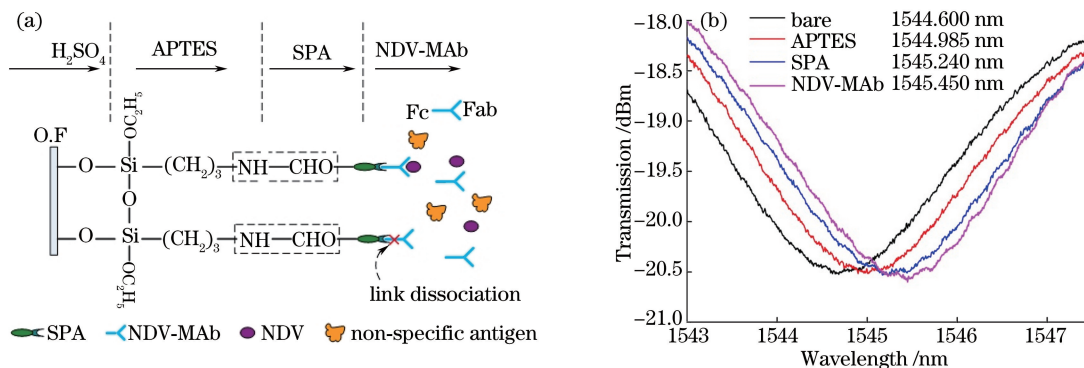 (a)
H₂SO₄ APTES SPA NDV-MAb
Fc Fab
OC₂H₅
O.F
O Si (CH₂)₃ NH CHO
O
O Si (CH₂)₃ NH CHO
OC₂H₅
link dissociation
SPA NDV-MAb NDV non-specific antigen
(b)
bare 1544.600 nm
APTES 1544.985 nm
SPA 1545.240 nm
NDV-MAb 1545.450 nm
Transmission /dBm
-18.0
-18.5
-19.0
-19.5
-20.0
-20.5
-21.0
1543 1544 1545 1546 1547
Wavelength /nm